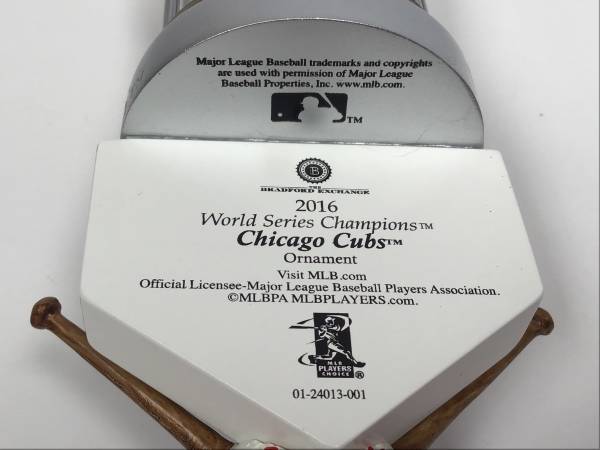 Major League Baseball trademarks and copyrights
are used with permission of Major League
Baseball Properties, Inc. www.mlb.com.
TM
B
THE
BRADFORD EXCHANGE
2016
World Series Champions™
Chicago Cubs™
Ornament
Visit MLB.com
Official Licensee-Major League Baseball Players Association.
©MLBPA MLBPLAYERS.com.
MLB
PLAYERS
CHOICE ®
01-24013-001